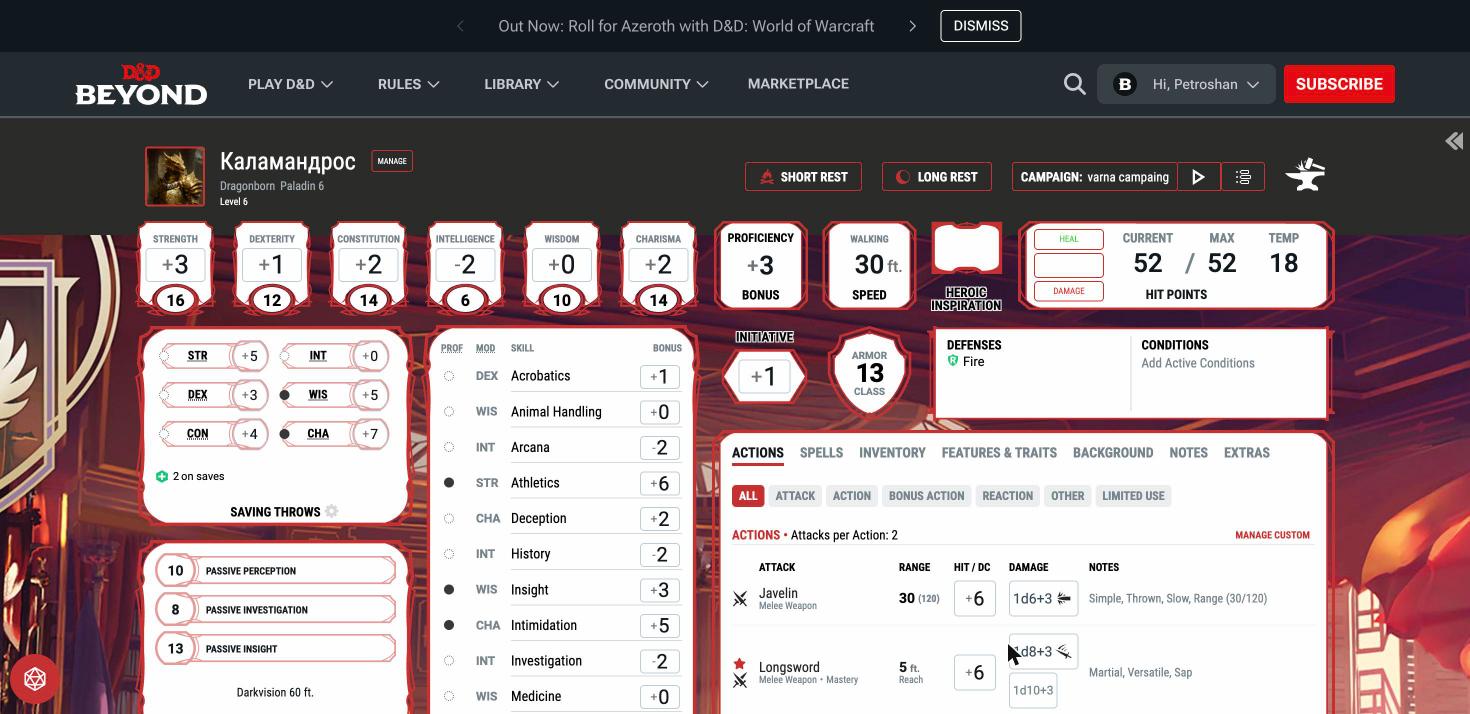 Out Now: Roll for Azeroth with D&D: World of Warcraft
DISMISS
D&D
BEYOND
PLAY D&D
RULES
LIBRARY
COMMUNITY
MARKETPLACE
B
Hi, Petroshan
SUBSCRIBE
Каламандрос
MANAGE
Dragonborn Paladin 6
Level 6
SHORT REST
LONG REST
CAMPAIGN: varna campaing
STRENGTH
+3
16
DEXTERITY
+1
12
CONSTITUTION
+2
14
INTELLIGENCE
-2
6
WISDOM
+0
10
CHARISMA
+2
14
PROFICIENCY
+3
BONUS
WALKING
30 ft.
SPEED
HEROIC
INSPIRATION
HEAL
DAMAGE
CURRENT
MAX
TEMP
52 / 52 18
HIT POINTS
STR +5
INT +0
DEX +3
WIS +5
CON +4
CHA +7
2 on saves
SAVING THROWS
10 PASSIVE PERCEPTION
8 PASSIVE INVESTIGATION
13 PASSIVE INSIGHT
Darkvision 60 ft.
PROF MOD SKILL BONUS
DEX Acrobatics +1
WIS Animal Handling +0
INT Arcana -2
STR Athletics +6
CHA Deception +2
INT History -2
WIS Insight +3
CHA Intimidation +5
INT Investigation -2
WIS Medicine +0
INITIATIVE
+1
ARMOR
13
CLASS
DEFENSES
Fire
CONDITIONS
Add Active Conditions
ACTIONS SPELLS INVENTORY FEATURES & TRAITS BACKGROUND NOTES EXTRAS
ALL ATTACK ACTION BONUS ACTION REACTION OTHER LIMITED USE
ACTIONS • Attacks per Action: 2
MANAGE CUSTOM
ATTACK RANGE HIT / DC DAMAGE NOTES
Javelin
Melee Weapon
30 (120)
+6
1d6+3
Simple, Thrown, Slow, Range (30/120)
Longsword
Melee Weapon • Mastery
5 ft.
Reach
+6
1d8+3
1d10+3
Martial, Versatile, Sap